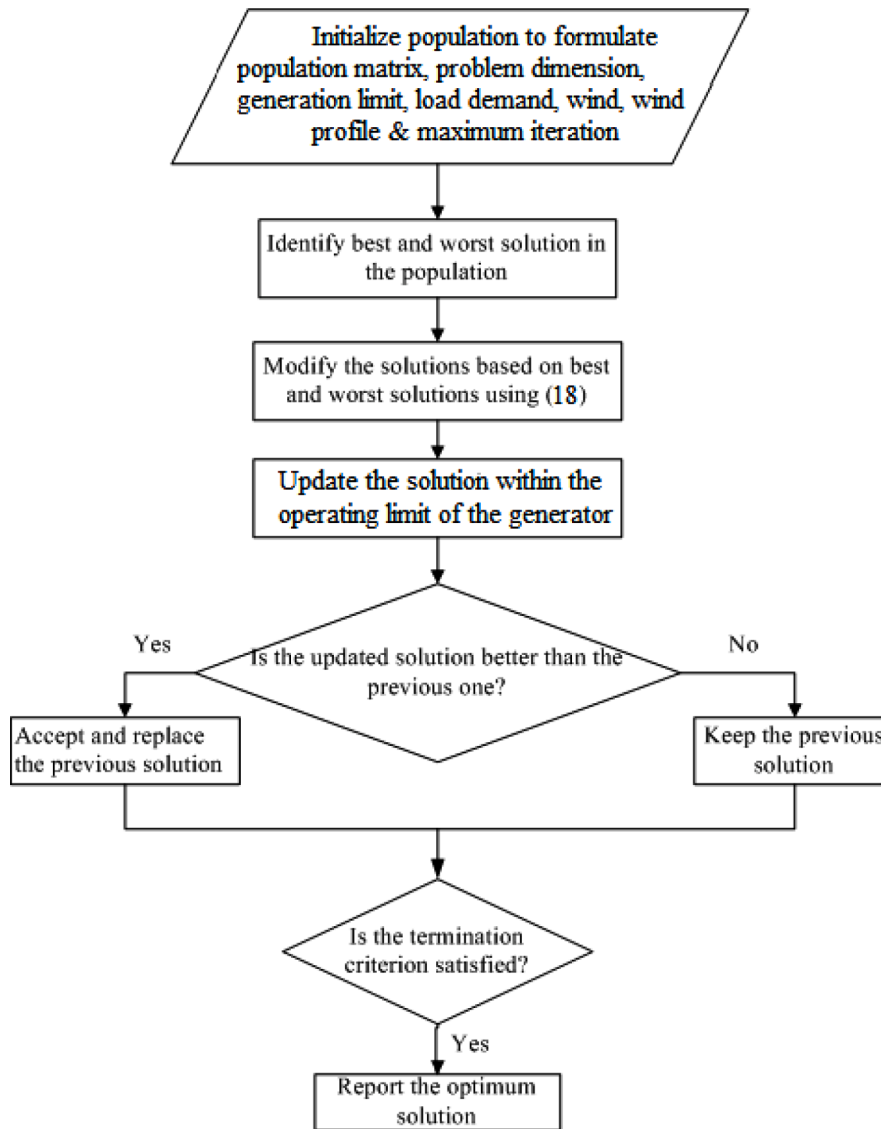 Initialize population to formulate
population matrix, problem dimension,
generation limit, load demand, wind, wind
profile & maximum iteration
Identify best and worst solution in
the population
Modify the solutions based on best
and worst solutions using (18)
Update the solution within the
operating limit of the generator
Yes
No
Is the updated solution better than the
previous one?
Accept and replace
the previous solution
Keep the previous
solution
Is the termination
criterion satisfied?
Yes
Report the optimum
solution